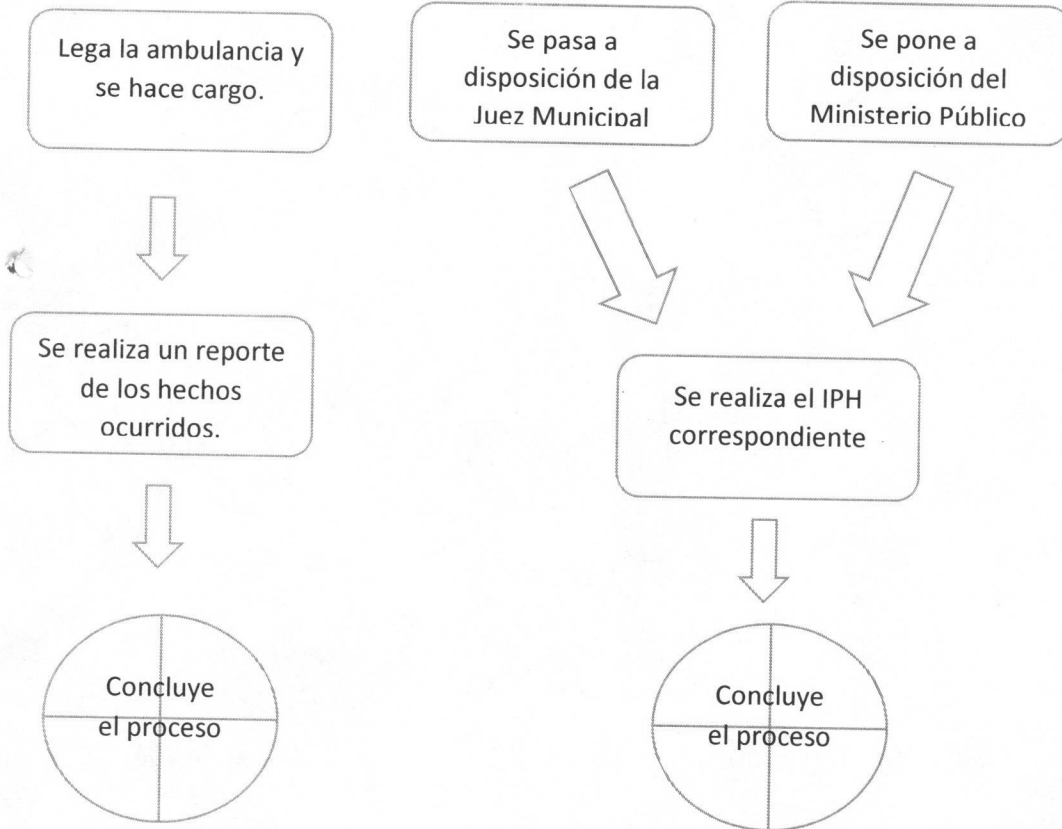 Lega la ambulancia y
se hace cargo.
Se pasa a
disposición de la
Juez Municipal
Se pone a
disposición del
Ministerio Público
Se realiza un reporte
de los hechos
ocurridos.
Se realiza el IPH
correspondiente
Concluye
el proceso
Concluye
el proceso